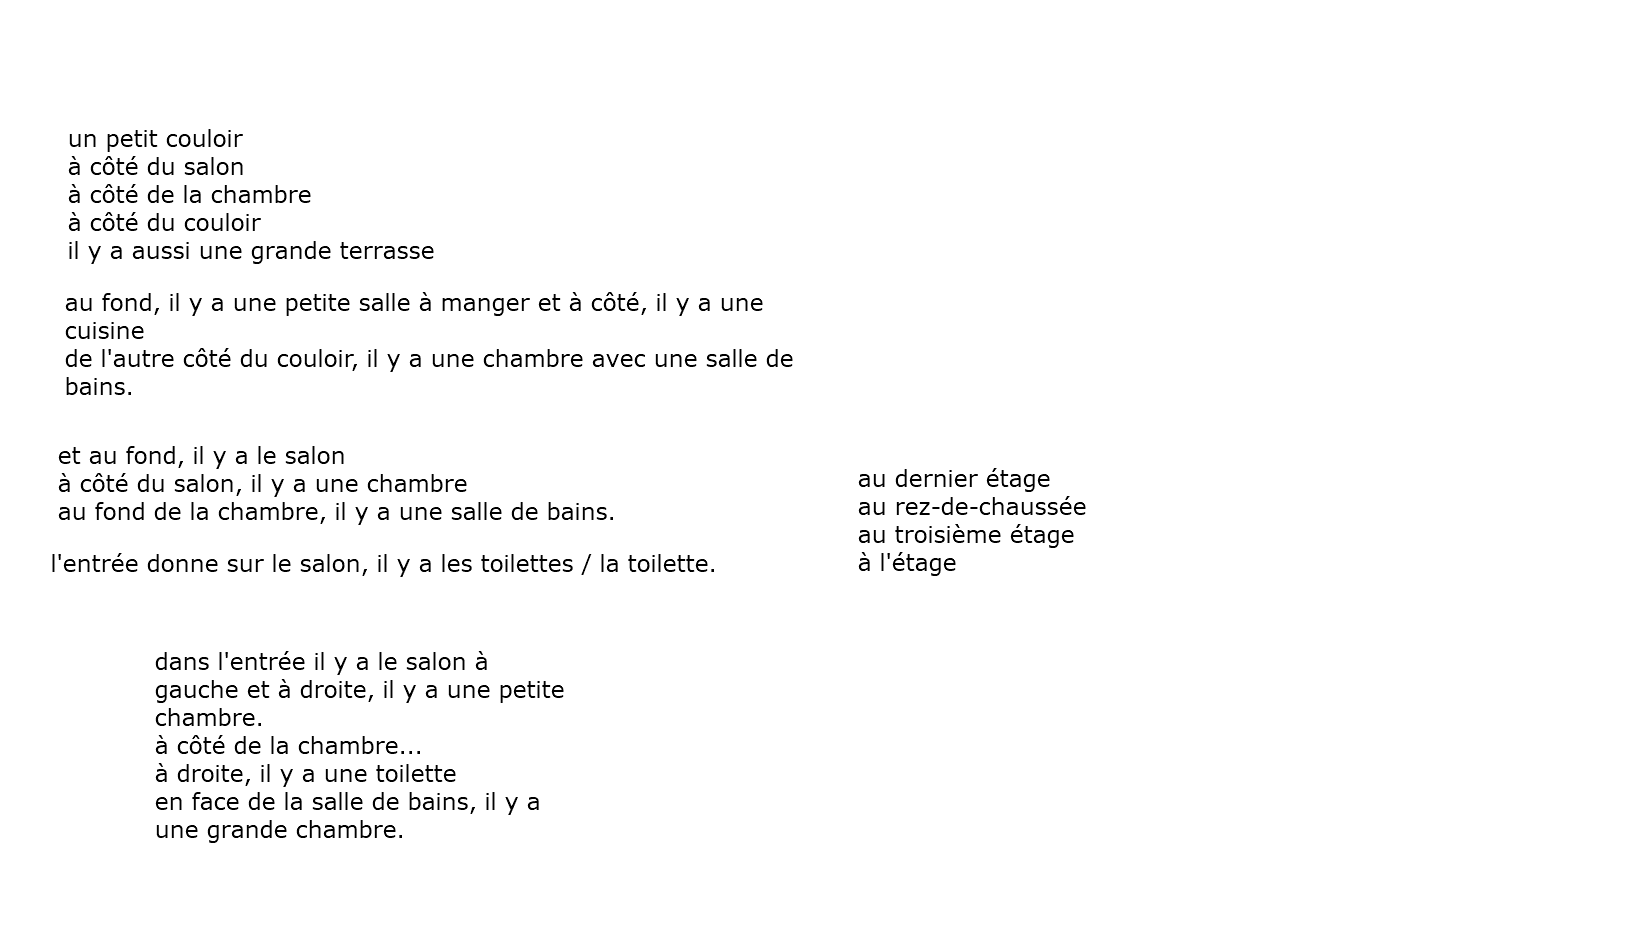 un petit couloir
à côté du salon
à côté de la chambre
à côté du couloir
il y a aussi une grande terrasse
au fond, il y a une petite salle à manger et à côté, il y a une
cuisine
de l'autre côté du couloir, il y a une chambre avec une salle de
bains.
et au fond, il y a le salon
à côté du salon, il y a une chambre
au fond de la chambre, il y a une salle de bains.
l'entrée donne sur le salon, il y a les toilettes / la toilette.
au dernier étage
au rez-de-chaussée
au troisième étage
à l'étage
dans l'entrée il y a le salon à
gauche et à droite, il y a une petite
chambre.
à côté de la chambre...
à droite, il y a une toilette
en face de la salle de bains, il y a
une grande chambre.